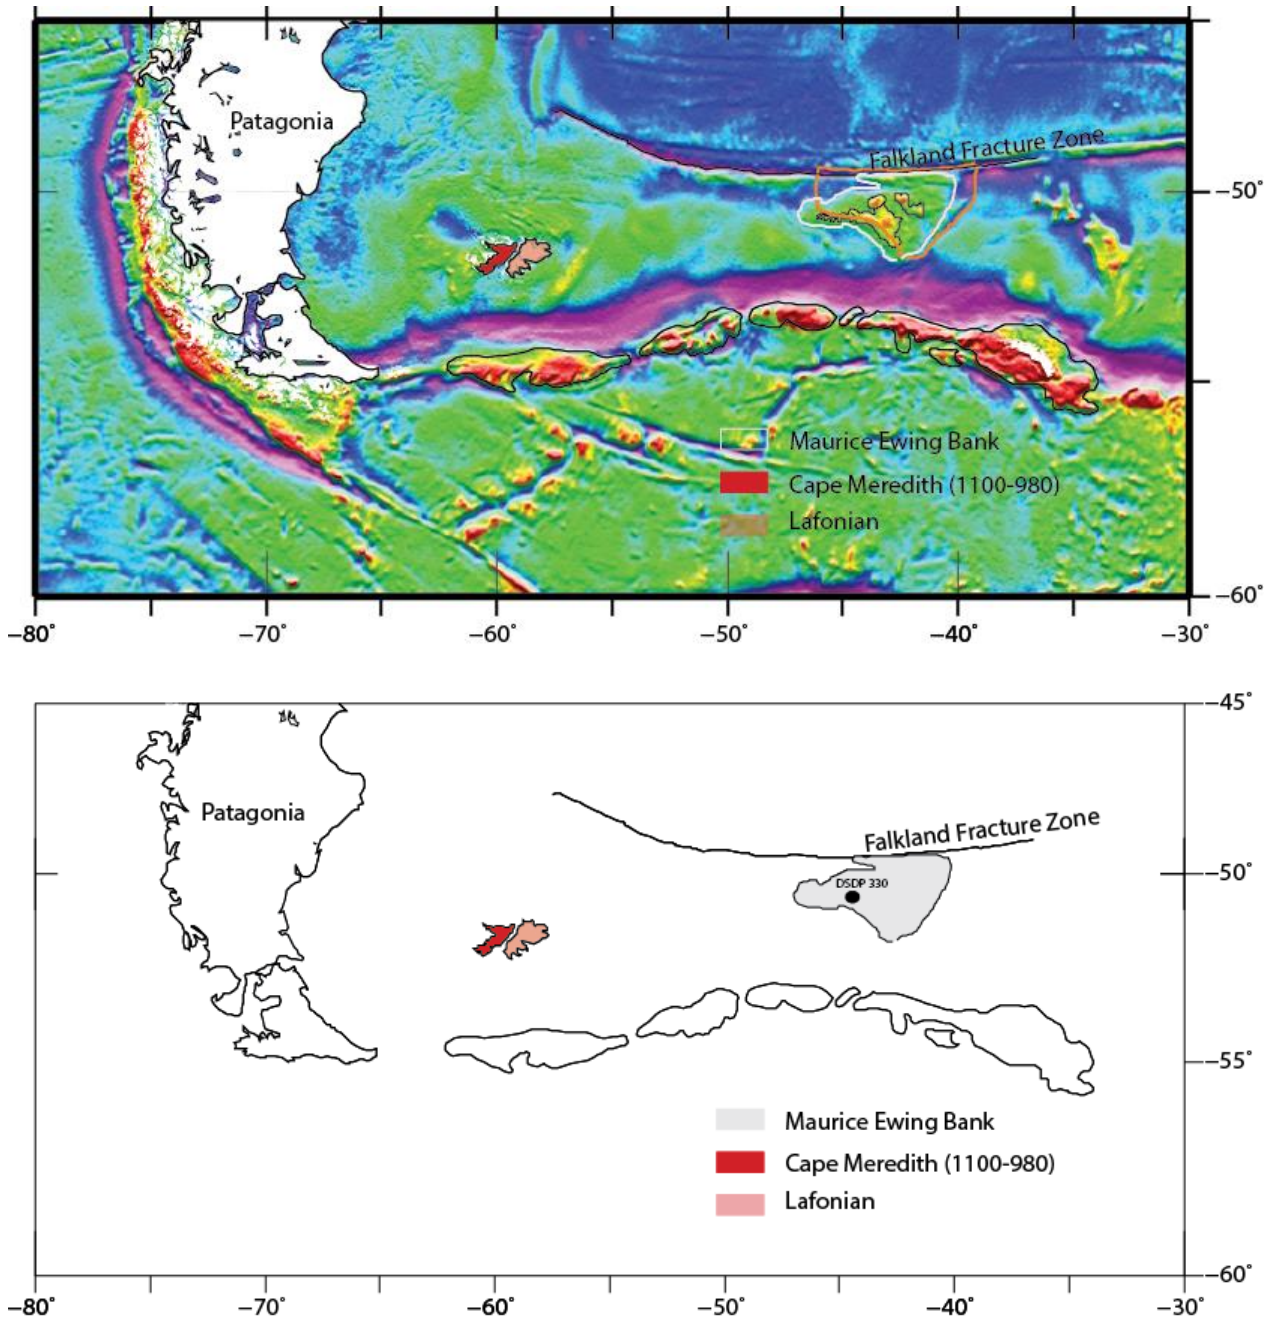 Patagonia
Falkland Fracture Zone
−50˚
Maurice Ewing Bank
Cape Meredith (1100-980)
Lafonian
−60˚
−80˚
−70˚
−60˚
−50˚
−40˚
−30˚
−45˚
Patagonia
Falkland Fracture Zone
−50˚
DSDP 330
−55˚
Maurice Ewing Bank
Cape Meredith (1100-980)
Lafonian
−60˚
−80˚
−70˚
−60˚
−50˚
−40˚
−30˚